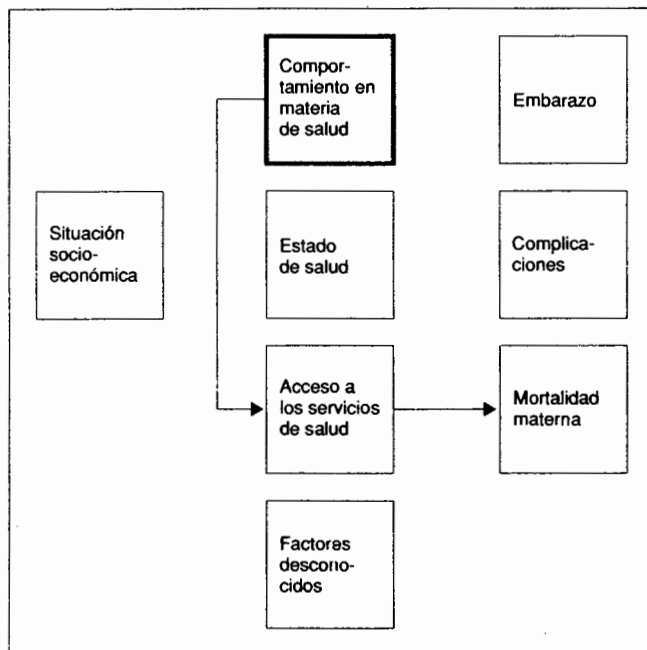 Compor-
tamiento en
materia
de salud
Embarazo
Situación
socio-
económica
Estado
de salud
Complica-
ciones
Acceso a
los servicios
de salud
Mortalidad
materna
Factores
descono-
cidos